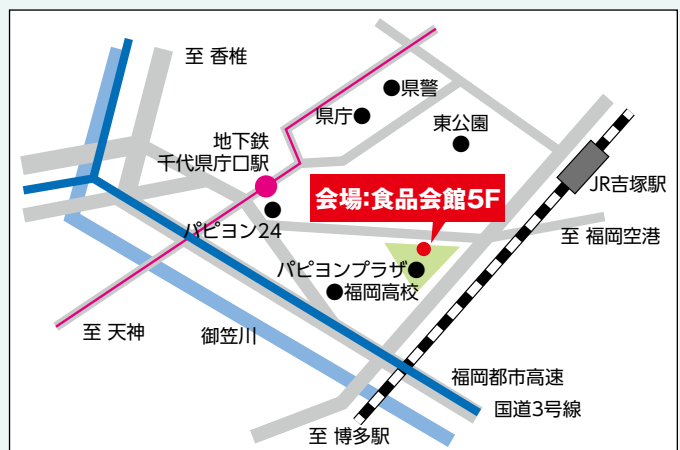 至 香椎
県警
県庁
東公園
地下鉄
千代県庁口駅
JR吉塚駅
会場:食品会館5F
パピヨン24
至 福岡空港
パピヨンプラザ
福岡高校
至 天神
御笠川
福岡都市高速
国道3号線
至 博多駅